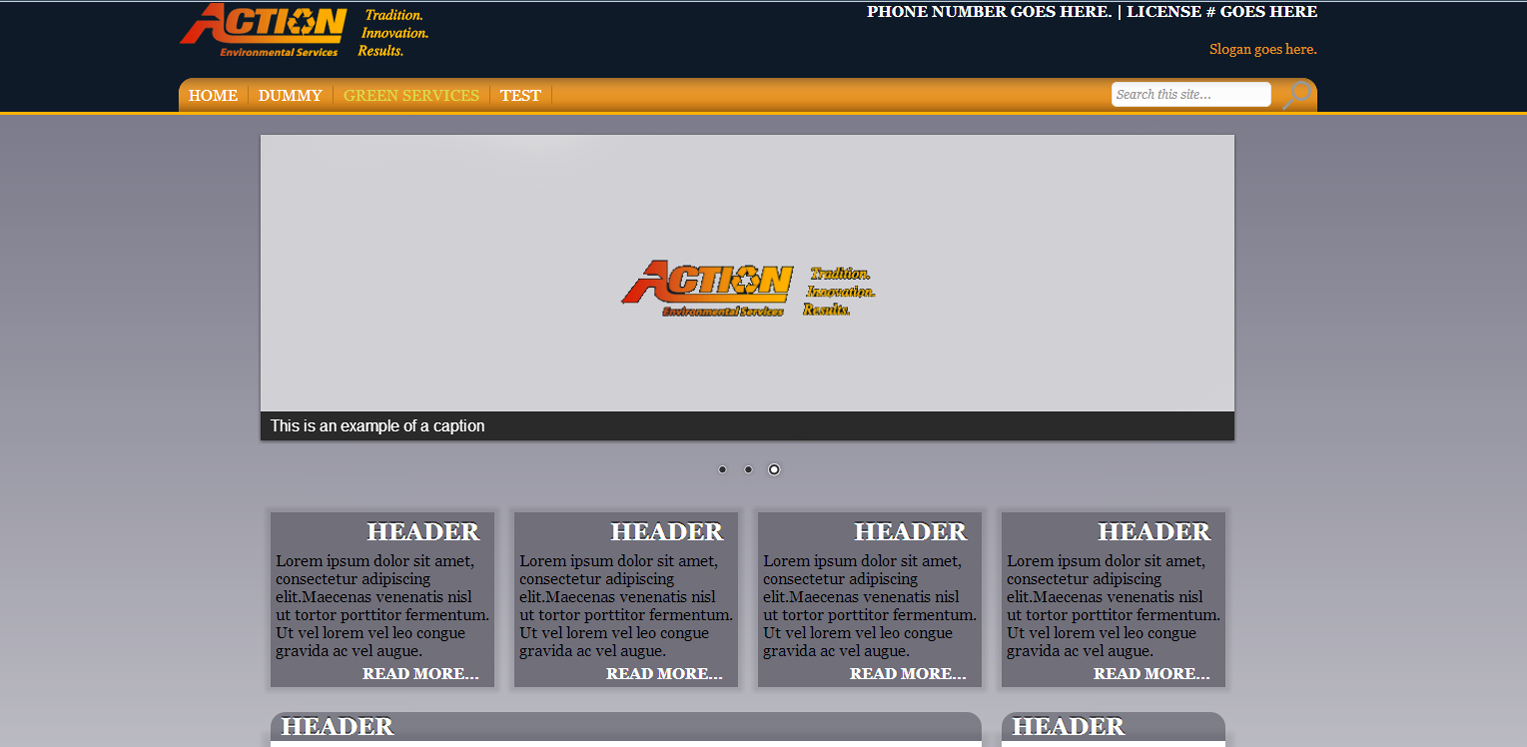 ACTION
Environmental Services
Tradition.
Innovation.
Results.
PHONE NUMBER GOES HERE. | LICENSE # GOES HERE
Slogan goes here.
HOME DUMMY GREEN SERVICES TEST
Search this site...
ACTION
Environmental Services
Tradition.
Innovation.
Results.
This is an example of a caption
HEADER
Lorem ipsum dolor sit amet,
consectetur adipiscing
elit.Maecenas venenatis nisl
ut tortor porttitor fermentum.
Ut vel lorem vel leo congue
gravida ac vel augue.
READ MORE...
HEADER
Lorem ipsum dolor sit amet,
consectetur adipiscing
elit.Maecenas venenatis nisl
ut tortor porttitor fermentum.
Ut vel lorem vel leo congue
gravida ac vel augue.
READ MORE...
HEADER
Lorem ipsum dolor sit amet,
consectetur adipiscing
elit.Maecenas venenatis nisl
ut tortor porttitor fermentum.
Ut vel lorem vel leo congue
gravida ac vel augue.
READ MORE...
HEADER
Lorem ipsum dolor sit amet,
consectetur adipiscing
elit.Maecenas venenatis nisl
ut tortor porttitor fermentum.
Ut vel lorem vel leo congue
gravida ac vel augue.
READ MORE...
HEADER
HEADER